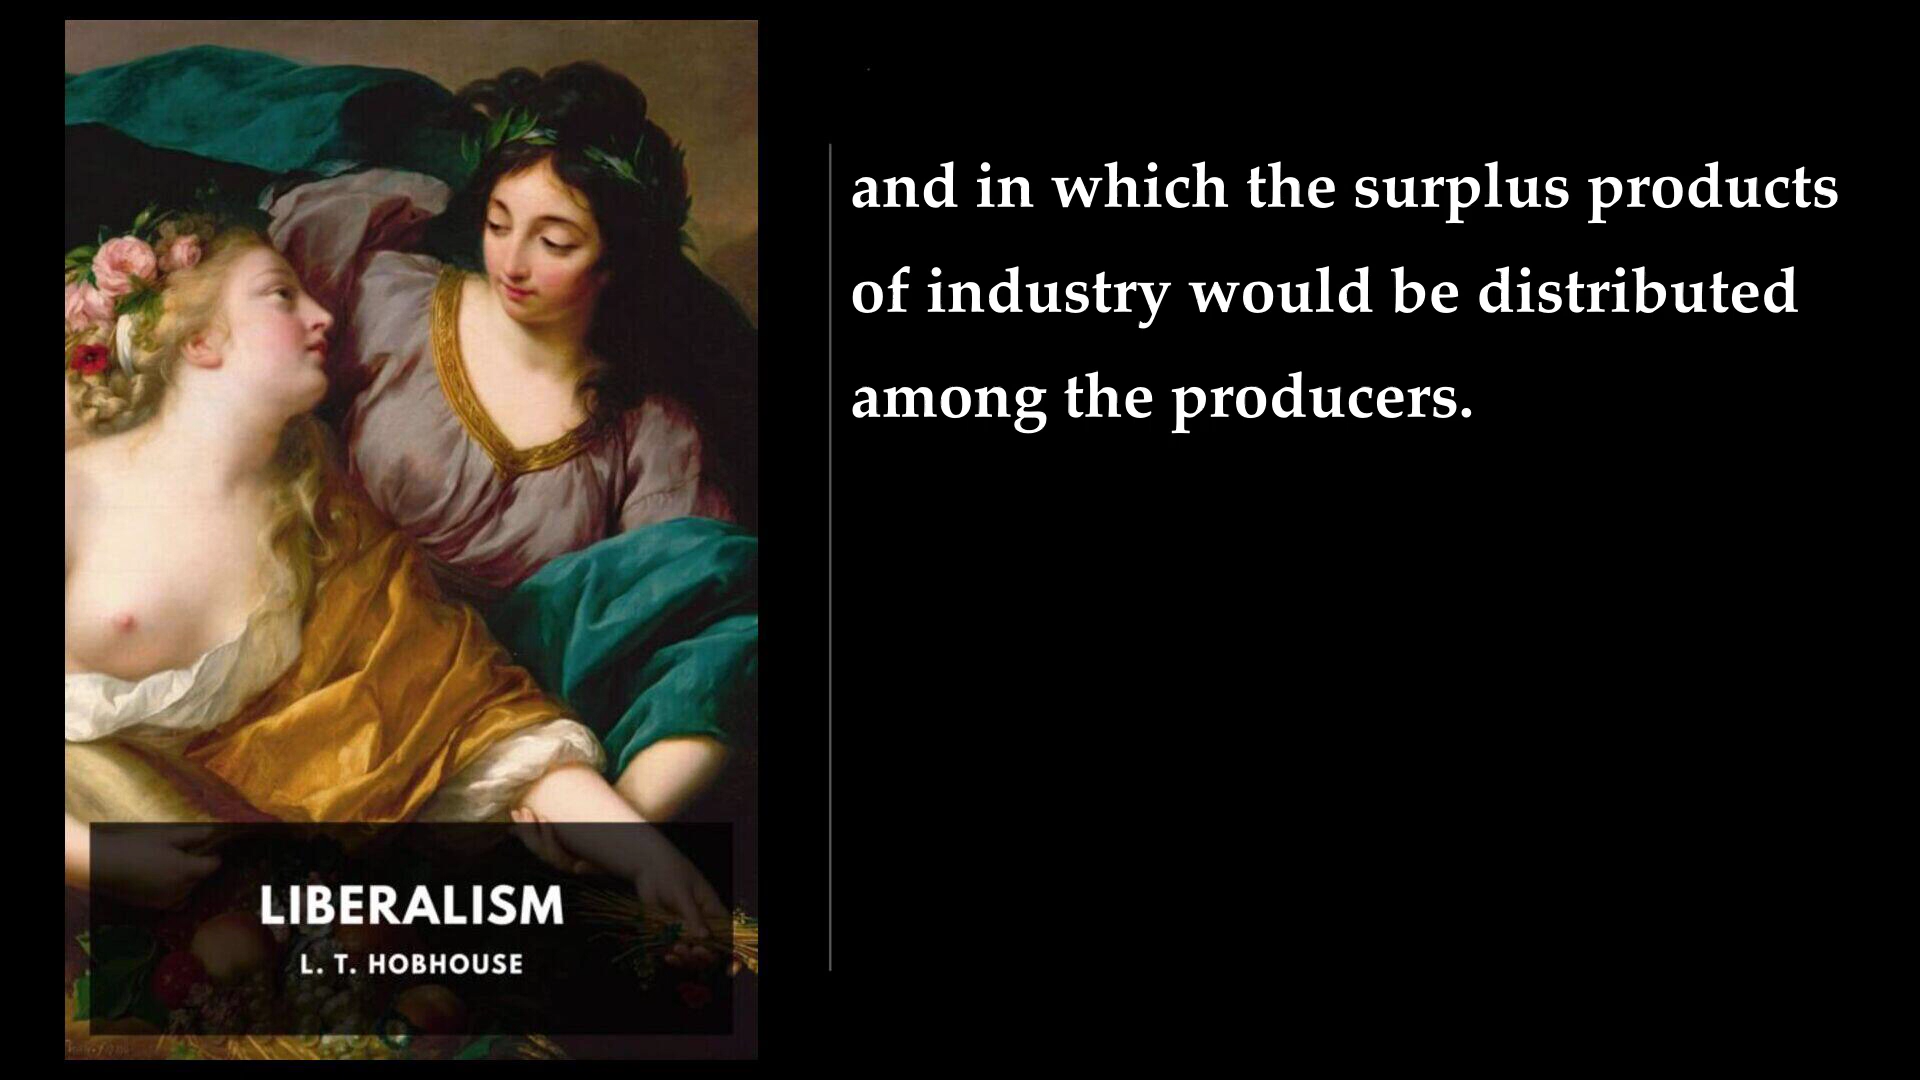 and in which the surplus products
of industry would be distributed
among the producers.
LIBERALISM
L. T. HOBHOUSE